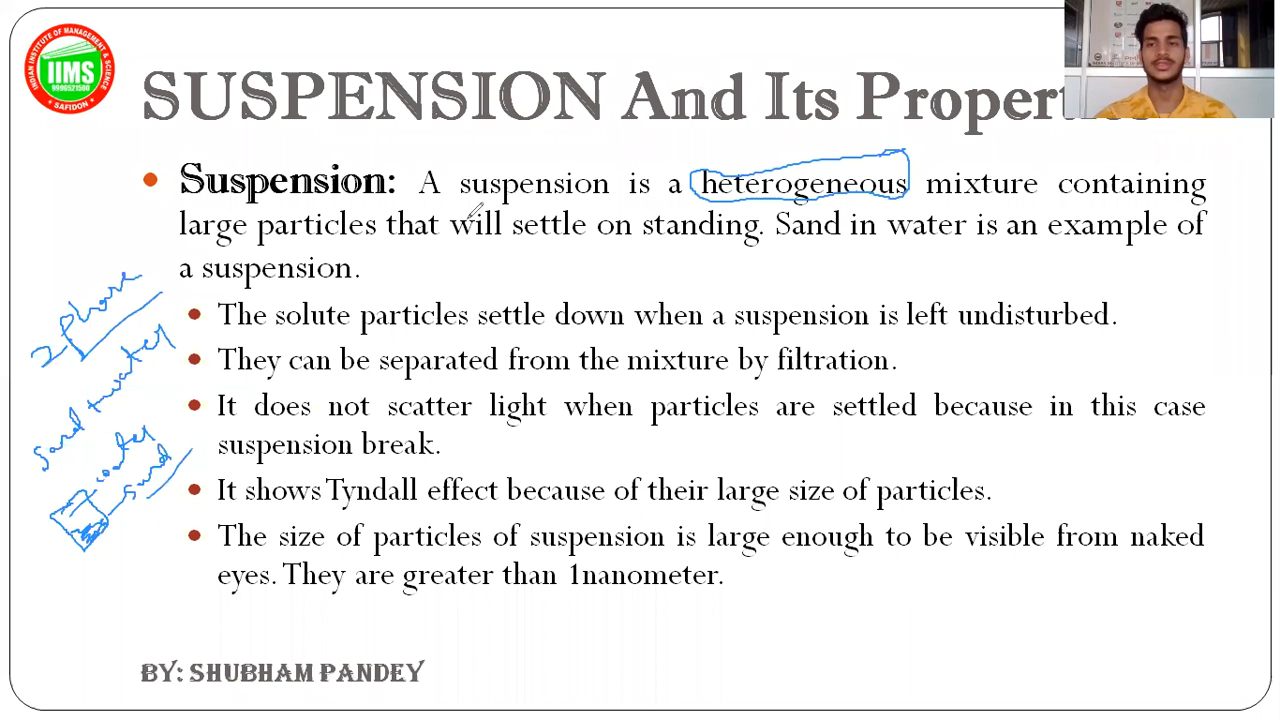 INDIAN INSTITUTE OF MANAGEMENT & SCIENCE
IIMS
9996521500
SAFIDON
SUSPENSION And Its Propert
Suspension: A suspension is a heterogeneous mixture containing
large particles that will settle on standing. Sand in water is an example of
a suspension.
2 phase
The solute particles settle down when a suspension is left undisturbed.
They can be separated from the mixture by filtration.
sand + water
It does not scatter light when particles are settled because in this case
suspension break.
water
sand
It shows Tyndall effect because of their large size of particles.
The size of particles of suspension is large enough to be visible from naked
eyes. They are greater than 1nanometer.
BY: SHUBHAM PANDEY